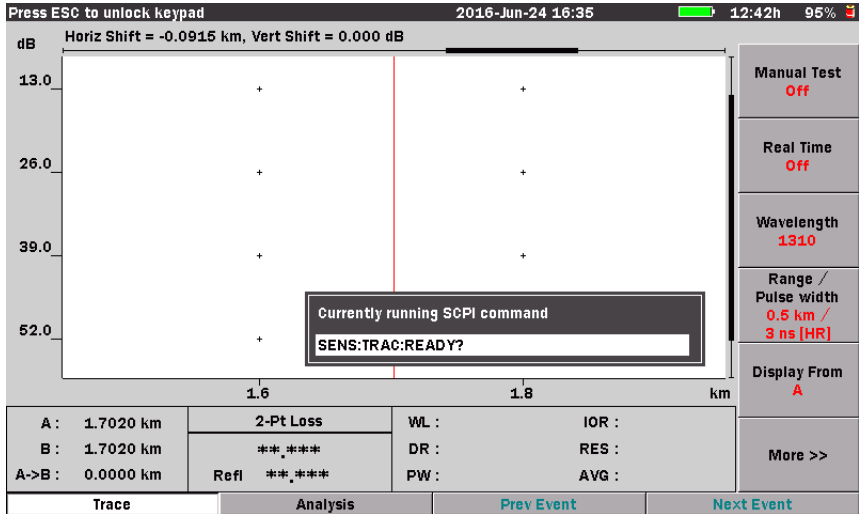 Press ESC to unlock keypad 2016-Jun-24 16:35 12:42h 95%
dB Horiz Shift = -0.0915 km, Vert Shift = 0.000 dB
13.0
26.0
39.0
52.0
1.6 1.8 km
Currently running SCPI command
SENS:TRAC:READY?
Manual Test
Off
Real Time
Off
Wavelength
1310
Range /
Pulse width
0.5 km /
3 ns [HR]
Display From
A
More >>
A : 1.7020 km
B : 1.7020 km
A->B : 0.0000 km
2-Pt Loss
**.***
Refl **.***
WL : IOR :
DR : RES :
PW : AVG :
Trace Analysis Prev Event Next Event